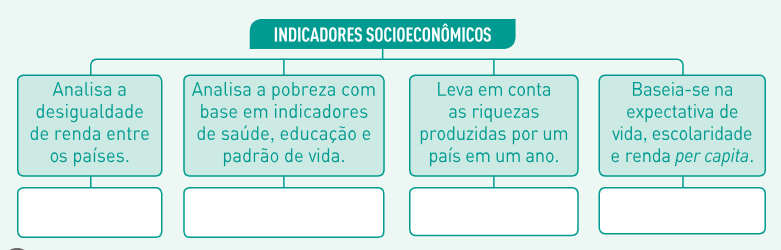 INDICADORES SOCIOECONÔMICOS
Analisa a
desigualdade
de renda entre
os países.
Analisa a pobreza com
base em indicadores
de saúde, educação e
padrão de vida.
Leva em conta
as riquezas
produzidas por um
país em um ano.
Baseia-se na
expectativa de
vida, escolaridade
e renda per capita.